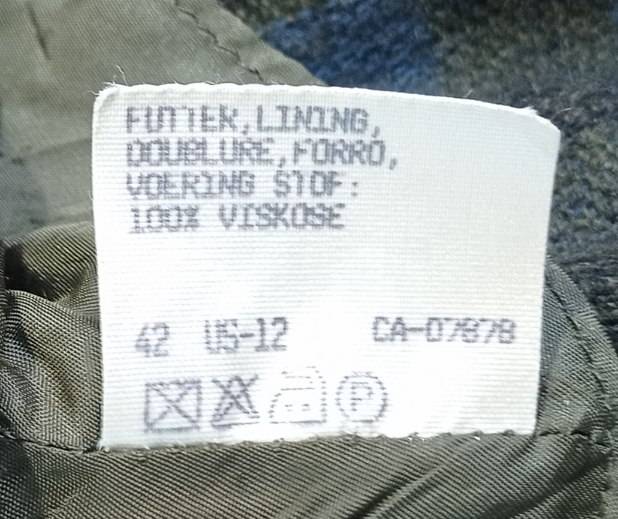 FUTTER, LINING,
DOUBLURE, FORRO,
VOERING STOF:
100% VISKOSE
42 US-12 CA-07878
P